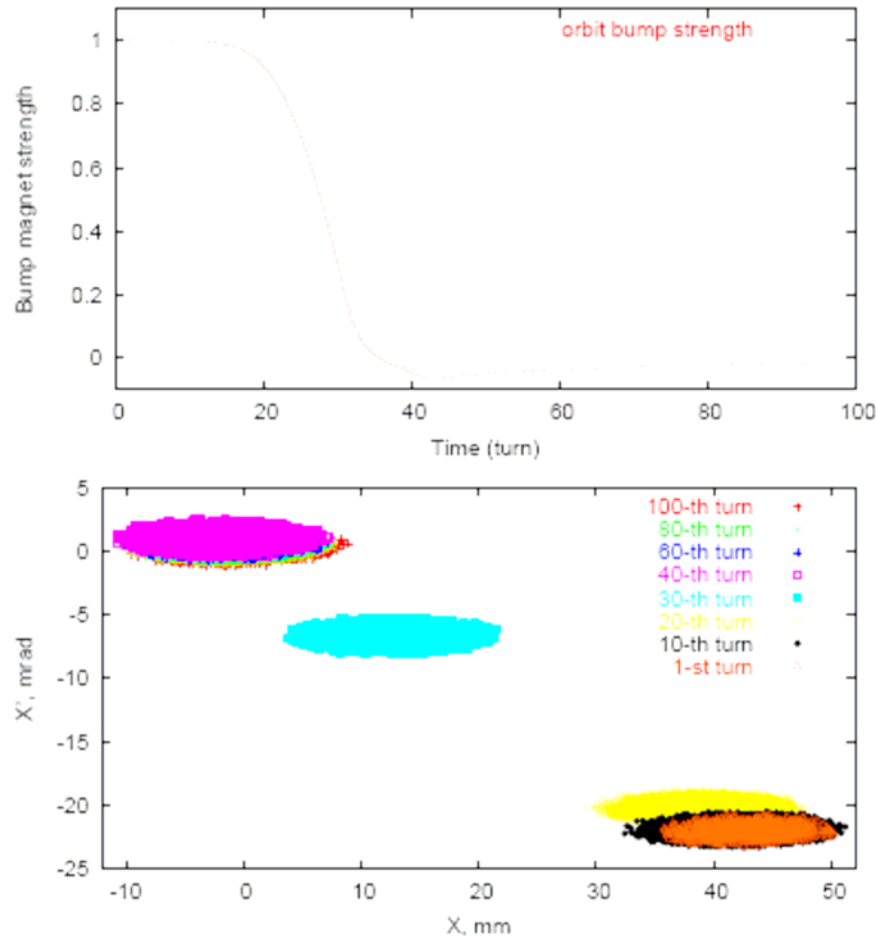 orbit bump strength
Bump magnet strength
1
0.8
0.6
0.4
0.2
0
0 20 40 60 80 100
Time (turn)
X', mrad
5
0
-5
-10
-15
-20
-25
100-th turn
80-th turn
60-th turn
40-th turn
30-th turn
20-th turn
10-th turn
1-st turn
-10 0 10 20 30 40 50
X, mm